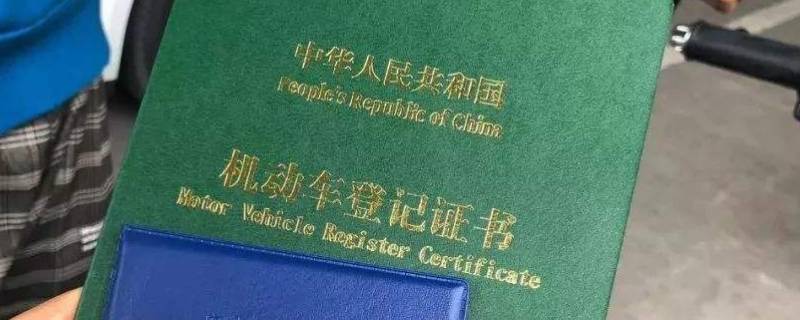 中华人民共和国
People's Republic of China
机动车登记证书
Motor Vehicle Register Certificate